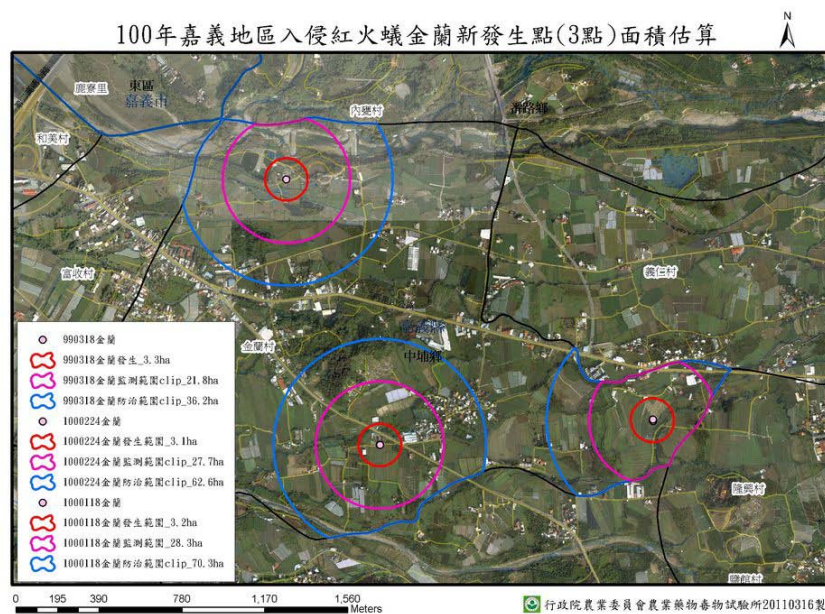 100年嘉義地區入侵紅火蟻金蘭新發生點(3點)面積估算
N
鹿寮里
東區
嘉義市
內甕村
番路鄉
和美村
富收村
義仁村
金蘭村
中埔鄉
隆興村
鹽館村
990318金蘭
990318金蘭發生_3.3ha
990318金蘭監測範圍clip_21.8ha
990318金蘭防治範圍clip_36.2ha
1000224金蘭
1000224金蘭發生範圍_3.1ha
1000224金蘭監測範圍clip_27.7ha
1000224金蘭防治範圍clip_62.6ha
1000118金蘭
1000118金蘭發生範圍_3.2ha
1000118金蘭監測範圍_28.3ha
1000118金蘭防治範圍clip_70.3ha
0 195 390 780 1,170 1,560
Meters
行政院農業委員會農業藥物毒物試驗所20110316製